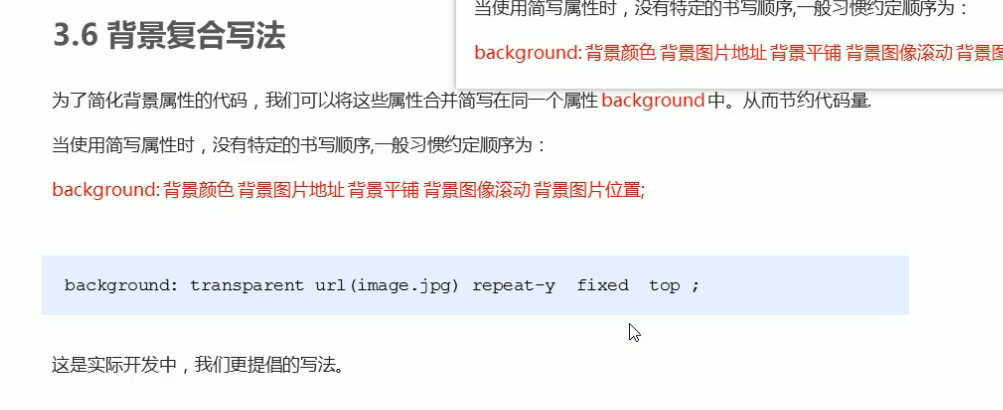 当使用简写属性时，没有特定的书写顺序,一般习惯约定顺序为：
background: 背景颜色 背景图片地址 背景平铺 背景图像滚动 背景图
3.6 背景复合写法
为了简化背景属性的代码，我们可以将这些属性合并简写在同一个属性 background 中。从而节约代码量.
当使用简写属性时，没有特定的书写顺序,一般习惯约定顺序为：
background: 背景颜色 背景图片地址 背景平铺 背景图像滚动 背景图片位置;
background: transparent url(image.jpg) repeat-y  fixed  top ;
这是实际开发中，我们更提倡的写法。